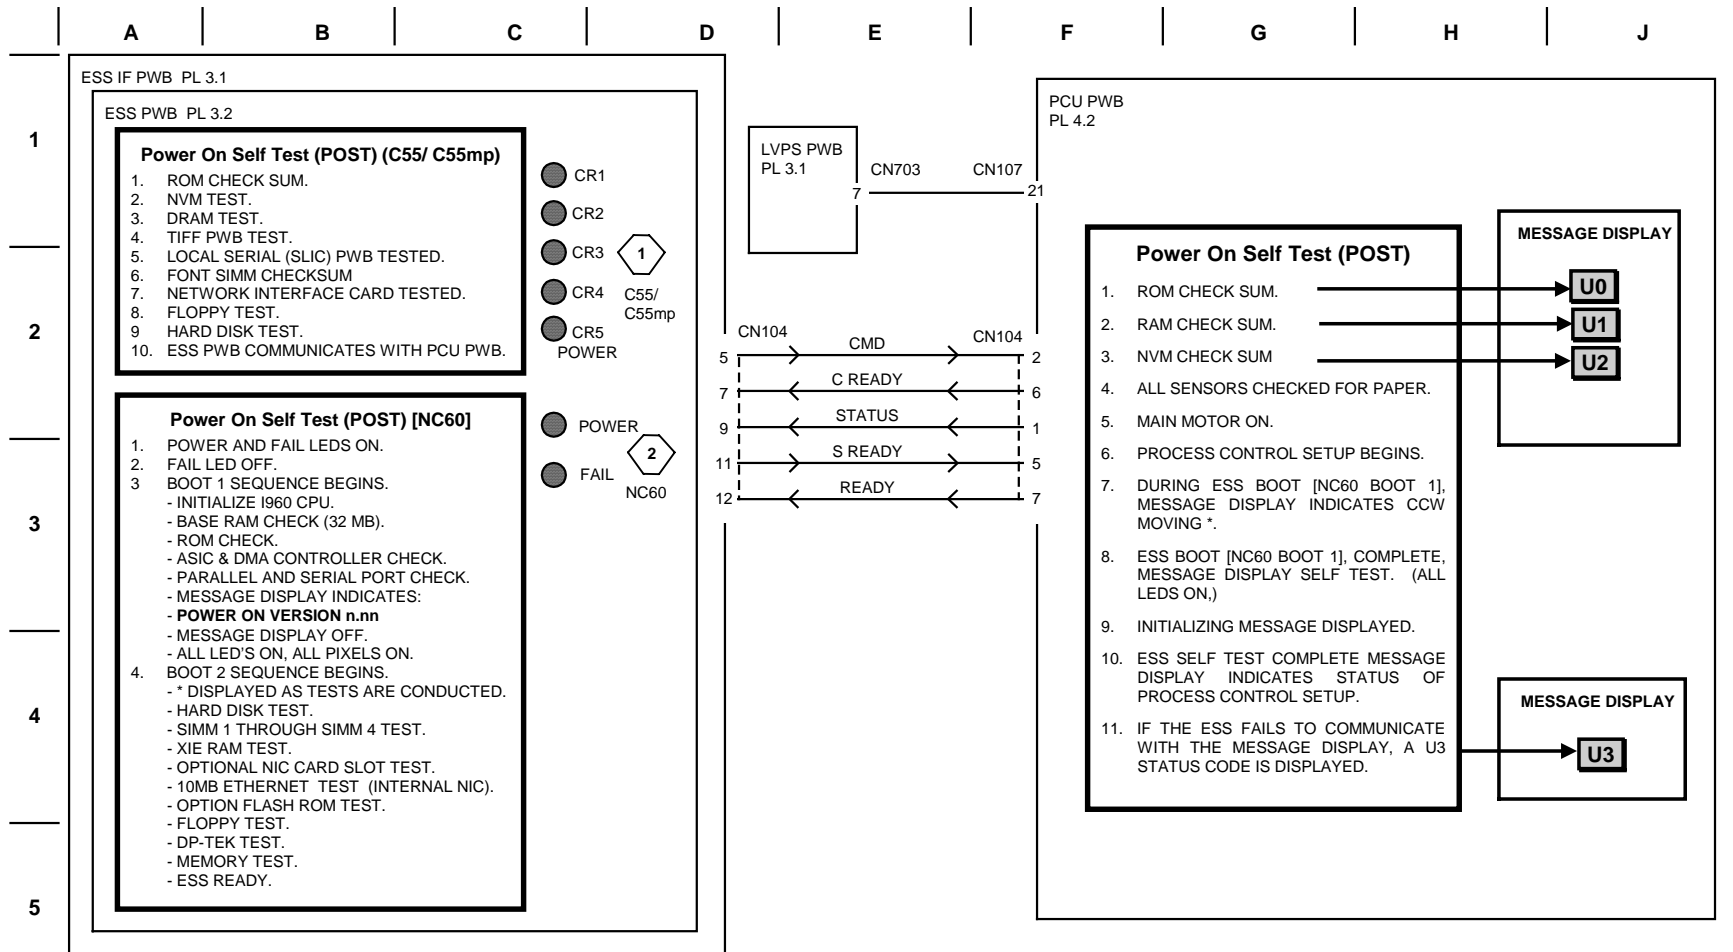 A B C D E F G H J
1
2
3
4
5
ESS IF PWB PL 3.1
ESS PWB PL 3.2
Power On Self Test (POST) (C55/ C55mp)
1. ROM CHECK SUM.
2. NVM TEST.
3. DRAM TEST.
4. TIFF PWB TEST.
5. LOCAL SERIAL (SLIC) PWB TESTED.
6. FONT SIMM CHECKSUM
7. NETWORK INTERFACE CARD TESTED.
8. FLOPPY TEST.
9 HARD DISK TEST.
10. ESS PWB COMMUNICATES WITH PCU PWB.
CR1
CR2
CR3
CR4
CR5
POWER
1
C55/
C55mp
Power On Self Test (POST) [NC60]
1. POWER AND FAIL LEDS ON.
2. FAIL LED OFF.
3 BOOT 1 SEQUENCE BEGINS.
- INITIALIZE I960 CPU.
- BASE RAM CHECK (32 MB).
- ROM CHECK.
- ASIC & DMA CONTROLLER CHECK.
- PARALLEL AND SERIAL PORT CHECK.
- MESSAGE DISPLAY INDICATES:
- POWER ON VERSION n.nn
- MESSAGE DISPLAY OFF.
- ALL LED'S ON, ALL PIXELS ON.
4. BOOT 2 SEQUENCE BEGINS.
- * DISPLAYED AS TESTS ARE CONDUCTED.
- HARD DISK TEST.
- SIMM 1 THROUGH SIMM 4 TEST.
- XIE RAM TEST.
- OPTIONAL NIC CARD SLOT TEST.
- 10MB ETHERNET TEST (INTERNAL NIC).
- OPTION FLASH ROM TEST.
- FLOPPY TEST.
- DP-TEK TEST.
- MEMORY TEST.
- ESS READY.
POWER
FAIL
2
NC60
LVPS PWB
PL 3.1
7
CN703 CN107
21
CN104 CN104
5 CMD 2
7 C READY 6
9 STATUS 1
11 S READY 5
12 READY 7
PCU PWB
PL 4.2
Power On Self Test (POST)
1. ROM CHECK SUM.
2. RAM CHECK SUM.
3. NVM CHECK SUM
4. ALL SENSORS CHECKED FOR PAPER.
5. MAIN MOTOR ON.
6. PROCESS CONTROL SETUP BEGINS.
7. DURING ESS BOOT [NC60 BOOT 1],
MESSAGE DISPLAY INDICATES CCW
MOVING *.
8. ESS BOOT [NC60 BOOT 1], COMPLETE,
MESSAGE DISPLAY SELF TEST. (ALL
LEDS ON,)
9. INITIALIZING MESSAGE DISPLAYED.
10. ESS SELF TEST COMPLETE MESSAGE
DISPLAY INDICATES STATUS OF
PROCESS CONTROL SETUP.
11. IF THE ESS FAILS TO COMMUNICATE
WITH THE MESSAGE DISPLAY, A U3
STATUS CODE IS DISPLAYED.
MESSAGE DISPLAY
U0
U1
U2
MESSAGE DISPLAY
U3